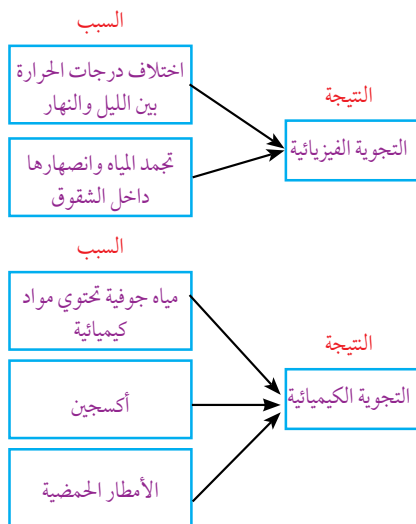 السبب
اختلاف درجات الحرارة
بين الليل والنهار
النتيجة
التجوية الفيزيائية
تجمد المياه وانصهارها
داخل الشقوق
السبب
مياه جوفية تحتوي مواد
كيميائية
النتيجة
التجوية الكيميائية
أكسجين
الأمطار الحمضية